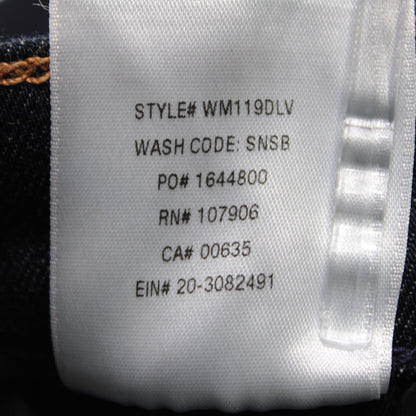 STYLE# WM119DLV
WASH CODE: SNSB
PO# 1644800
RN# 107906
CA# 00635
EIN# 20-3082491